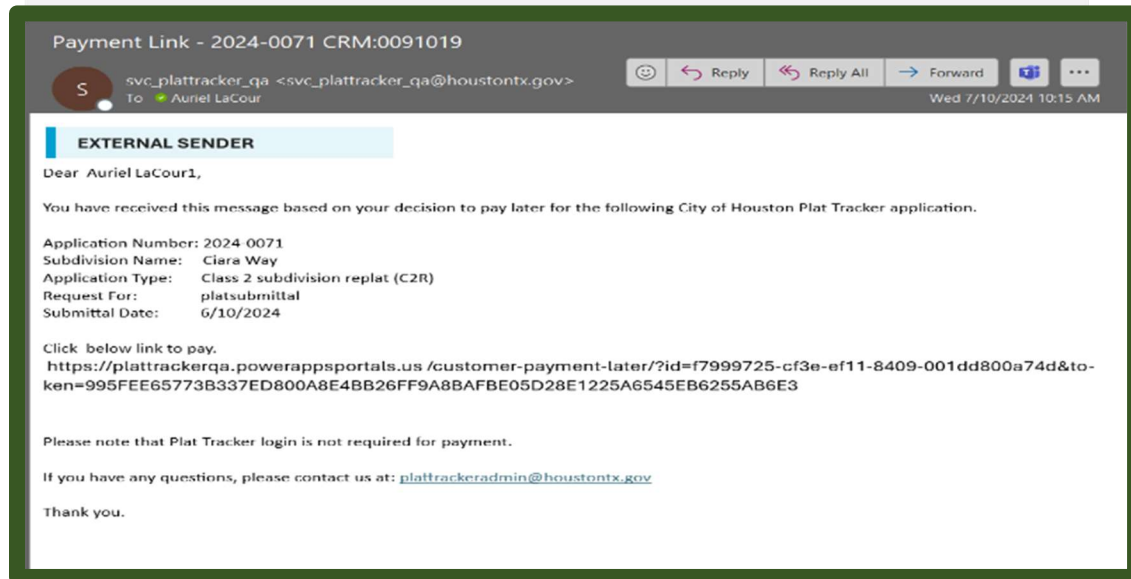 Payment Link - 2024-0071 CRM:0091019
S
svc_plattracker_qa <svc_plattracker_qa@houstontx.gov>
To Auriel LaCour
Reply
Reply All
Forward
Wed 7/10/2024 10:15 AM
EXTERNAL SENDER
Dear Auriel LaCour1,
You have received this message based on your decision to pay later for the following City of Houston Plat Tracker application.
Application Number: 2024-0071
Subdivision Name: Ciara Way
Application Type: Class 2 subdivision replat (C2R)
Request For: platsubmittal
Submittal Date: 6/10/2024
Click below link to pay.
https://plattrackerqa.powerappsportals.us /customer-payment-later/?id=f7999725-cf3e-ef11-8409-001dd800a74d&to-
ken=995FEE65773B337ED800A8E4BB26FF9A8BAFBE05D28E1225A6545EB6255AB6E3
Please note that Plat Tracker login is not required for payment.
If you have any questions, please contact us at: plattrackeradmin@houstontx.gov
Thank you.